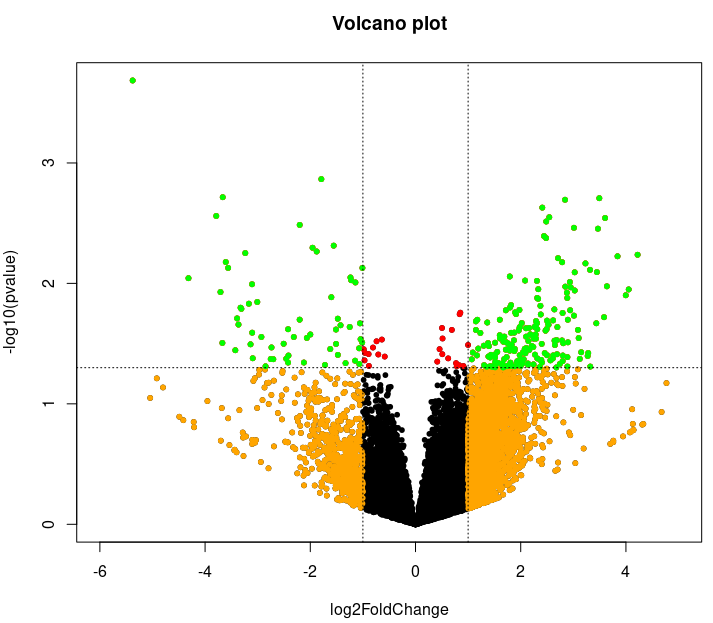 Volcano plot
-log10(pvalue)
3
2
1
0
-6 -4 -2 0 2 4
log2FoldChange